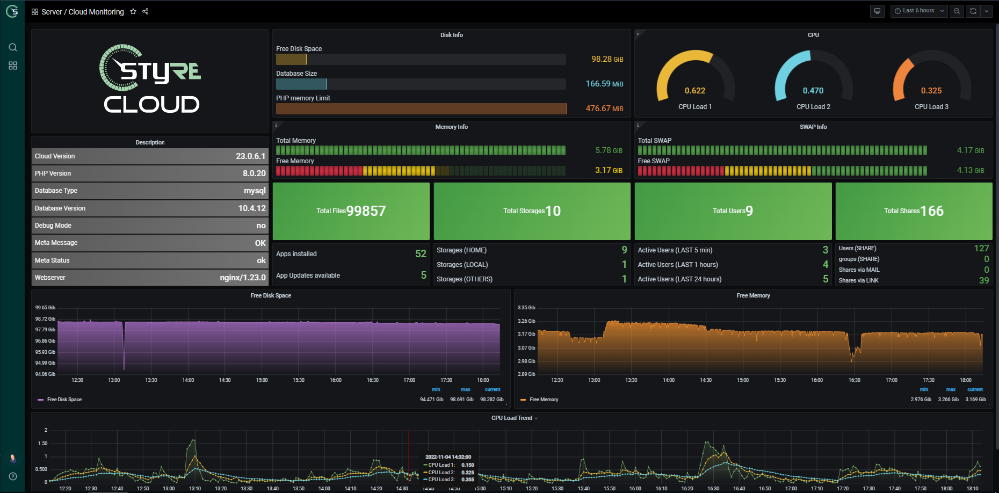 Server / Cloud Monitoring
Last 6 hours
STYRE
CLOUD
Description
Cloud Version 23.0.6.1
PHP Version 8.0.20
Database Type mysql
Database Version 10.4.12
Debug Mode no
Meta Message OK
Meta Status ok
Webserver nginx/1.23.0
Disk Info
Free Disk Space
98.28 GiB
Database Size
166.59 MiB
PHP memory Limit
476.67 MiB
CPU
0.622 0.470 0.325
CPU Load 1 CPU Load 2 CPU Load 3
Memory Info
Total Memory
5.78 GiB
Free Memory
3.17 GiB
SWAP Info
Total SWAP
4.17 GiB
Free SWAP
4.13 GiB
Total Files 99857
Total Storages 10
Total Users 9
Total Shares 166
Apps installed 52
App Updates available 5
Storages (HOME) 9
Storages (LOCAL) 1
Storages (OTHERS) 1
Active Users (LAST 5 min) 3
Active Users (LAST 1 hours) 4
Active Users (LAST 24 hours) 5
Users (SHARE) 127
groups (SHARE) 0
Shares via MAIL 0
Shares via LINK 39
Free Disk Space
99.65 Gib
98.72 Gib
97.79 Gib
96.86 Gib
95.93 Gib
94.99 Gib
94.06 Gib
12:30 13:00 13:30 14:00 14:30 15:00 15:30 16:00 16:30 17:00 17:30 18:00
min max current
Free Disk Space 94.471 Gib 98.691 Gib 98.282 Gib
Free Memory
3.35 Gib
3.26 Gib
3.17 Gib
3.07 Gib
2.98 Gib
2.89 Gib
12:30 13:00 13:30 14:00 14:30 15:00 15:30 16:00 16:30 17:00 17:30 18:00
min max current
Free Memory 2.976 Gib 3.266 Gib 3.169 Gib
CPU Load Trend
2
1.50
1
0.500
0
2022-11-04 14:32:00
CPU Load 1: 0.150
CPU Load 2: 0.325
CPU Load 3: 0.355
12:20 12:30 12:40 12:50 13:00 13:10 13:20 13:30 13:40 13:50 14:00 14:10 14:20 14:30 14:40 14:50 15:00 15:10 15:20 15:30 15:40 15:50 16:00 16:10 16:20 16:30 16:40 16:50 17:00 17:10 17:20 17:30 17:40 17:50 18:00 18:10